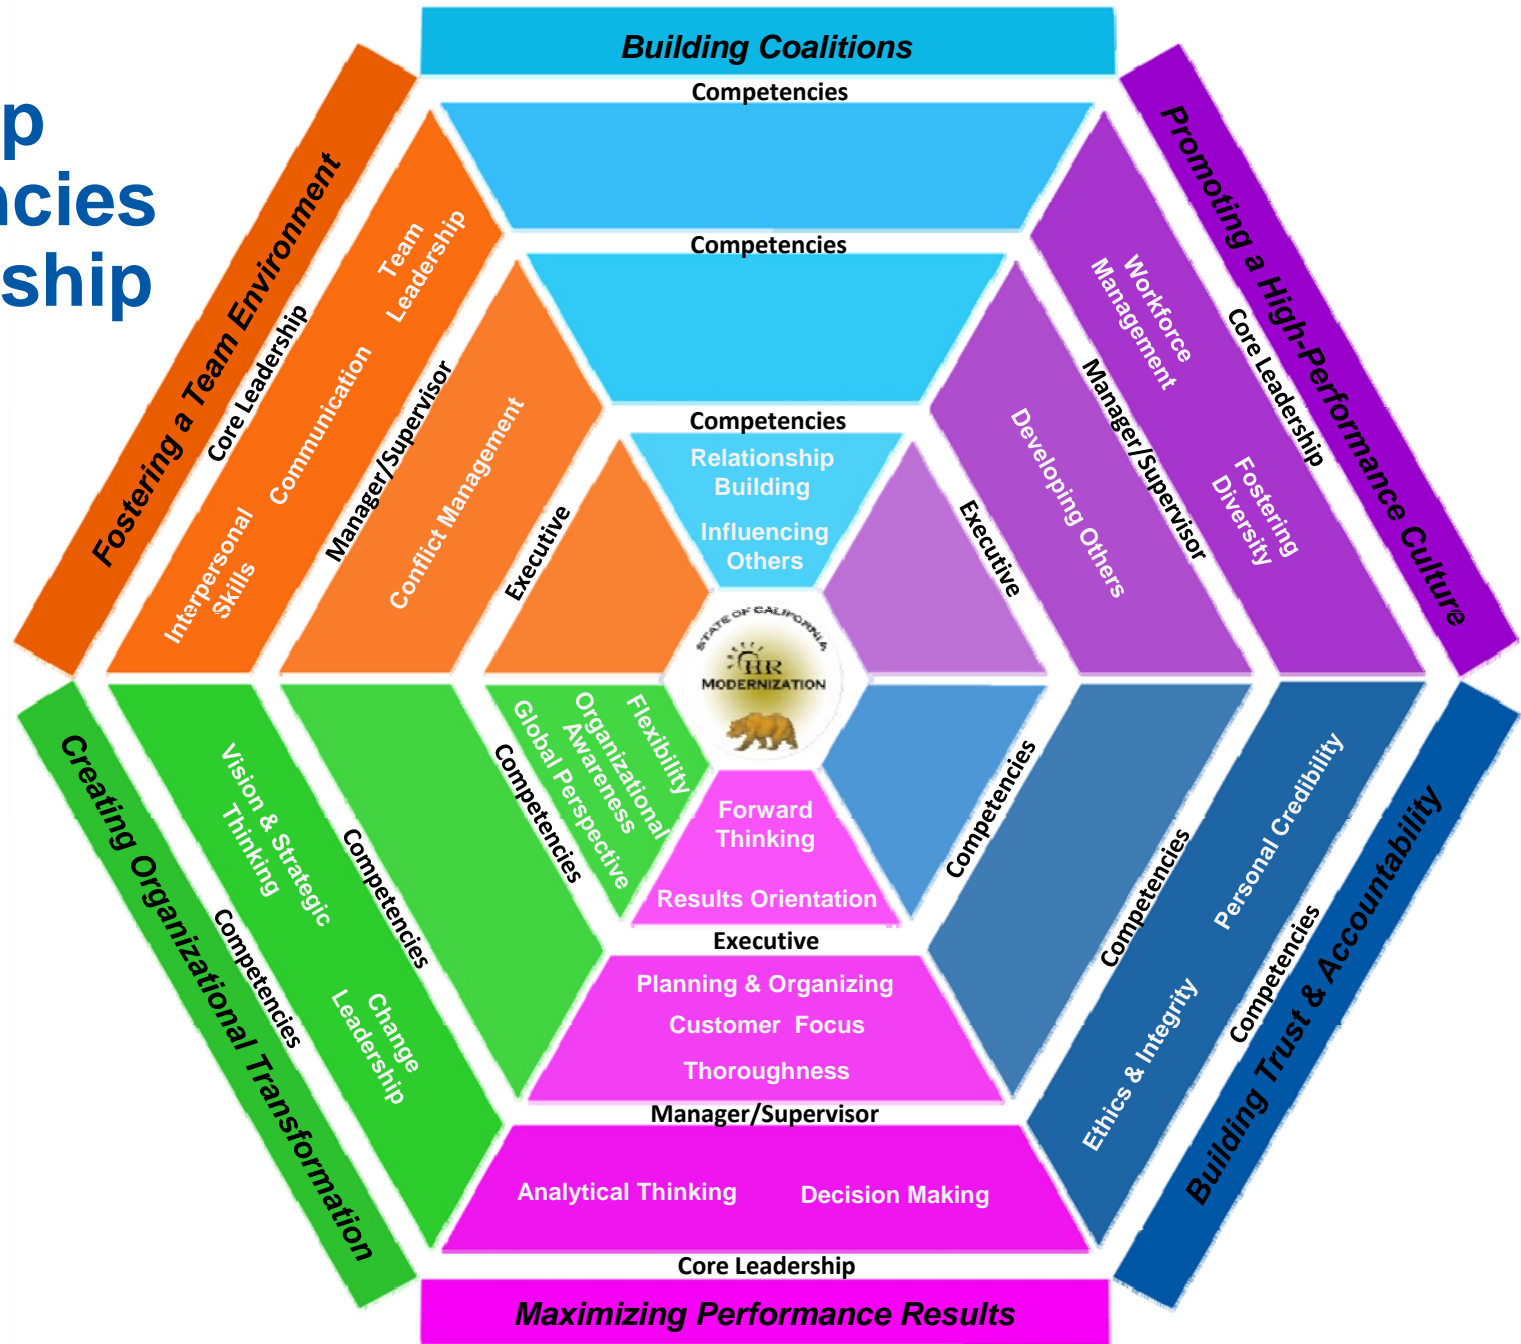 p
ncies
ship
Building Coalitions
Competencies
Competencies
Competencies
Relationship
Building
Influencing
Others
Fostering a Team Environment
Core Leadership
Team
Leadership
Communication
Interpersonal
Skills
Manager/Supervisor
Conflict Management
Executive
Promoting a High-Performance Culture
Core Leadership
Workforce
Management
Fostering
Diversity
Manager/Supervisor
Developing Others
Executive
STATE OF CALIFORNIA
HR
MODERNIZATION
Creating Organizational Transformation
Competencies
Vision & Strategic
Thinking
Change
Leadership
Competencies
Competencies
Flexibility
Organizational
Awareness
Global Perspective
Building Trust & Accountability
Competencies
Personal Credibility
Ethics & Integrity
Competencies
Competencies
Forward
Thinking
Results Orientation
Executive
Planning & Organizing
Customer Focus
Thoroughness
Manager/Supervisor
Analytical Thinking
Decision Making
Core Leadership
Maximizing Performance Results